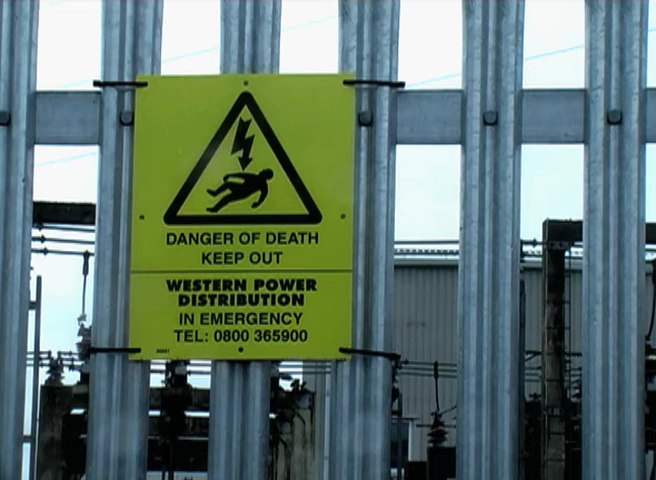 DANGER OF DEATH
KEEP OUT
WESTERN POWER
DISTRIBUTION
IN EMERGENCY
TEL: 0800 365900